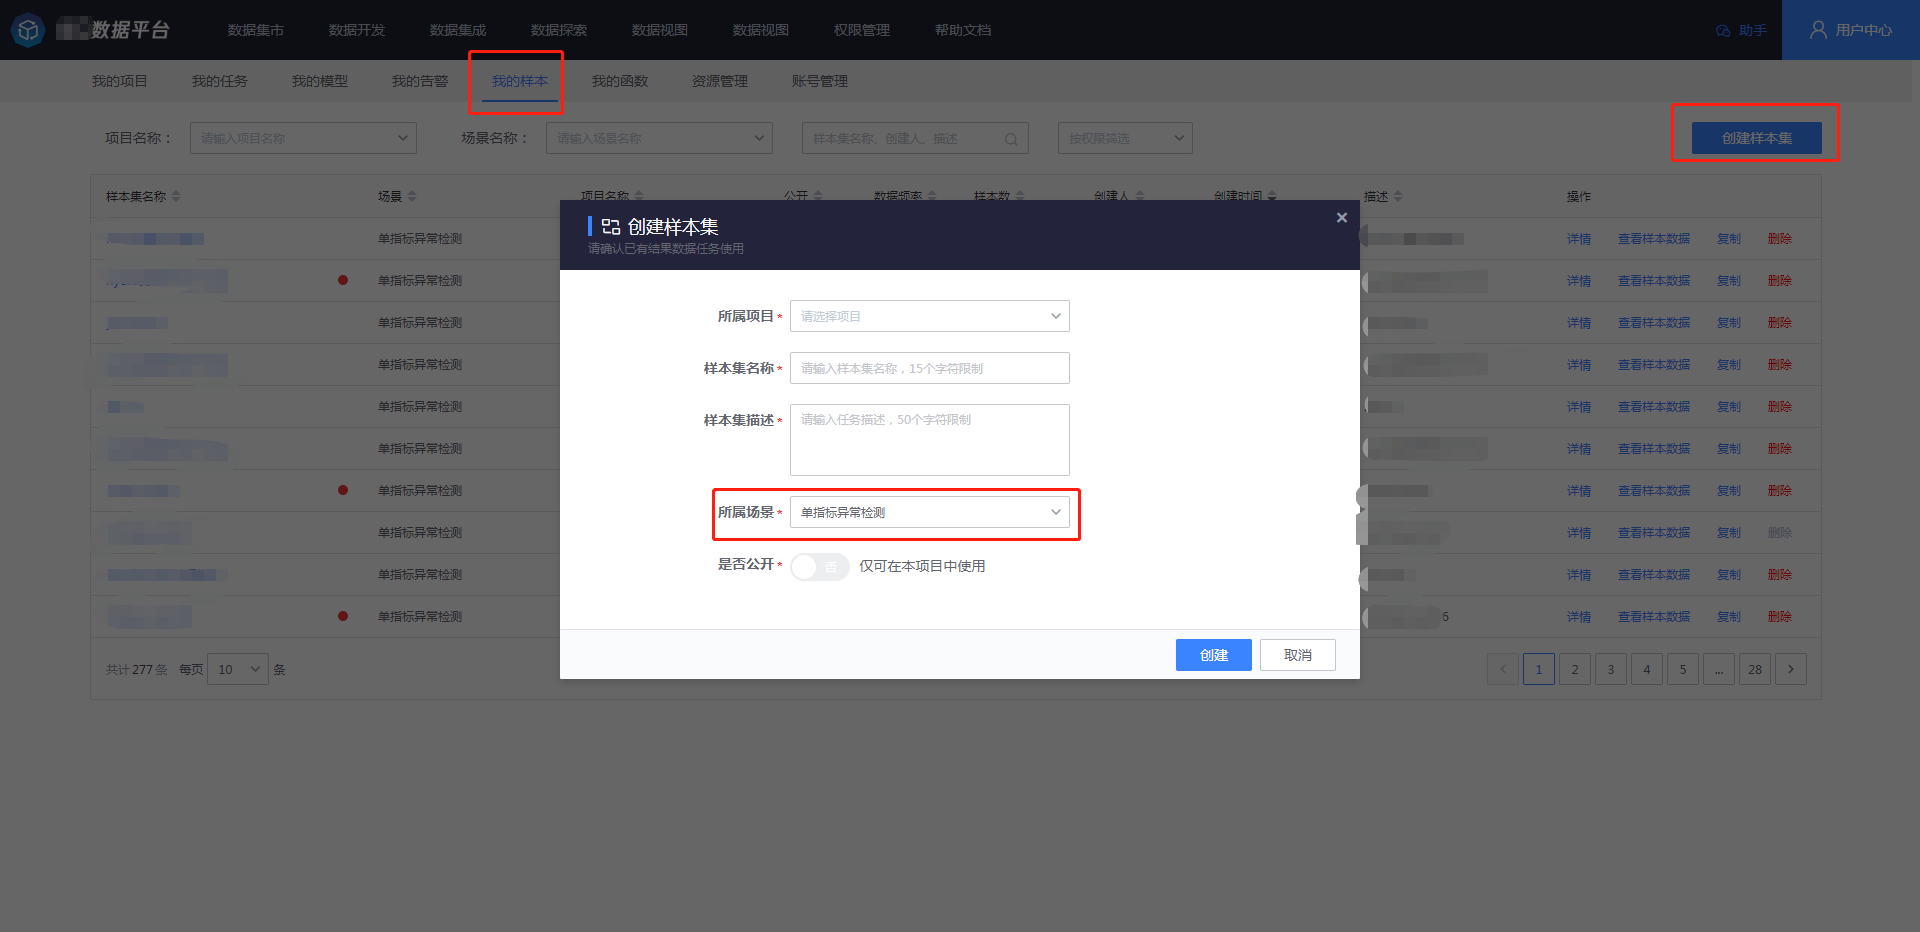 数据平台 数据集市 数据开发 数据集成 数据探索 数据视图 数据视图 权限管理 帮助文档 助手 用户中心
我的项目 我的任务 我的模型 我的告警 我的样本 我的函数 资源管理 账号管理
项目名称： 请输入项目名称 场景名称： 请输入场景名称 样本集名称、创建人、描述 按权限筛选 创建样本集
样本集名称 场景 项目名称 公开 数据频率 样本数 创建人 创建时间 描述 操作
单指标异常检测 详情 查看样本数据 复制 删除
单指标异常检测 详情 查看样本数据 复制 删除
单指标异常检测 详情 查看样本数据 复制 删除
单指标异常检测 详情 查看样本数据 复制 删除
单指标异常检测 详情 查看样本数据 复制 删除
单指标异常检测 详情 查看样本数据 复制 删除
单指标异常检测 详情 查看样本数据 复制 删除
单指标异常检测 详情 查看样本数据 复制 删除
单指标异常检测 详情 查看样本数据 复制 删除
单指标异常检测 6 详情 查看样本数据 复制 删除
共计 277 条 每页 10 条 1 2 3 4 5 ... 28
创建样本集
请确认已有结果数据任务使用
所属项目* 请选择项目
样本集名称* 请输入样本集名称，15个字符限制
样本集描述* 请输入任务描述，50个字符限制
所属场景* 单指标异常检测
是否公开* 否 仅可在本项目中使用
创建 取消